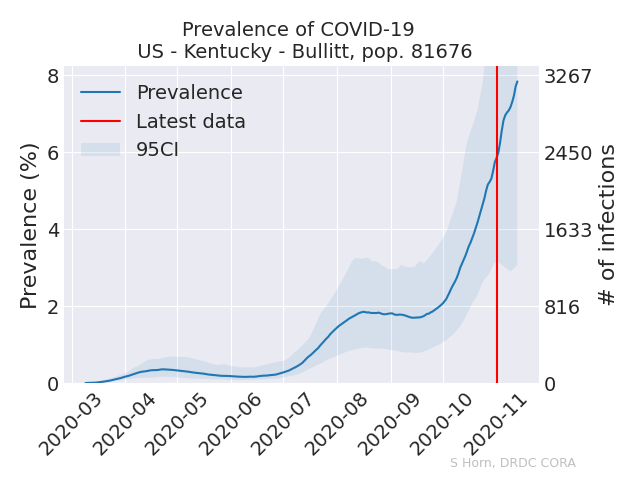 Prevalence of COVID-19
US - Kentucky - Bullitt, pop. 81676
Prevalence
Latest data
95CI
Prevalence (%)
8
6
4
2
0
3267
2450
1633
816
0
# of infections
2020-03
2020-04
2020-05
2020-06
2020-07
2020-08
2020-09
2020-10
2020-11
S Horn, DRDC CORA